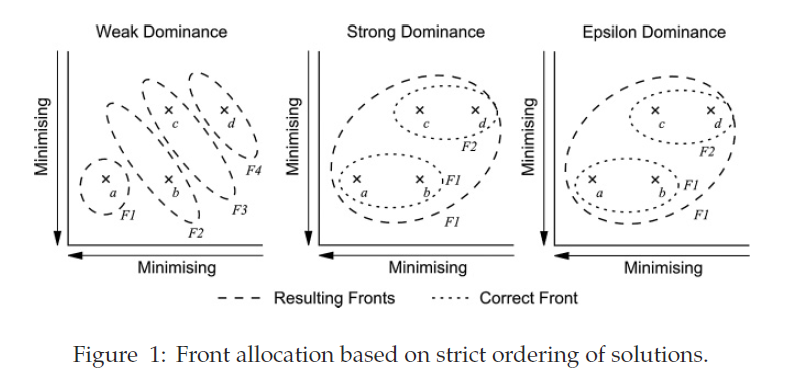 Weak Dominance
Strong Dominance
Epsilon Dominance
Minimising
a
b
c
d
F1
F2
F3
F4
Minimising
Minimising
a
b
c
d
F1
F2
F1
Minimising
Minimising
a
b
c
d
F1
F2
F1
Minimising
Resulting Fronts
Correct Front
Figure 1: Front allocation based on strict ordering of solutions.